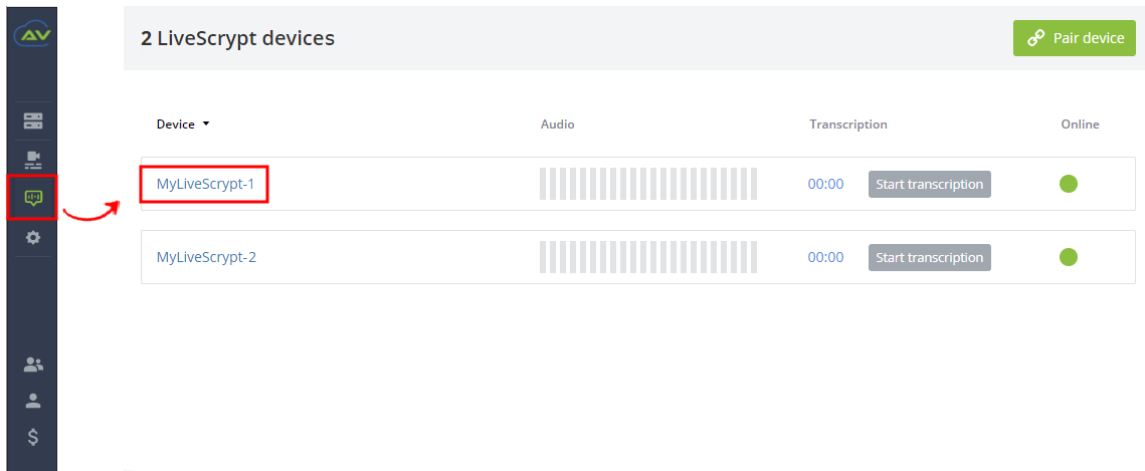 AV
2 LiveScrypt devices
Pair device
Device Audio Transcription Online
MyLiveScrypt-1 00:00 Start transcription
MyLiveScrypt-2 00:00 Start transcription
$